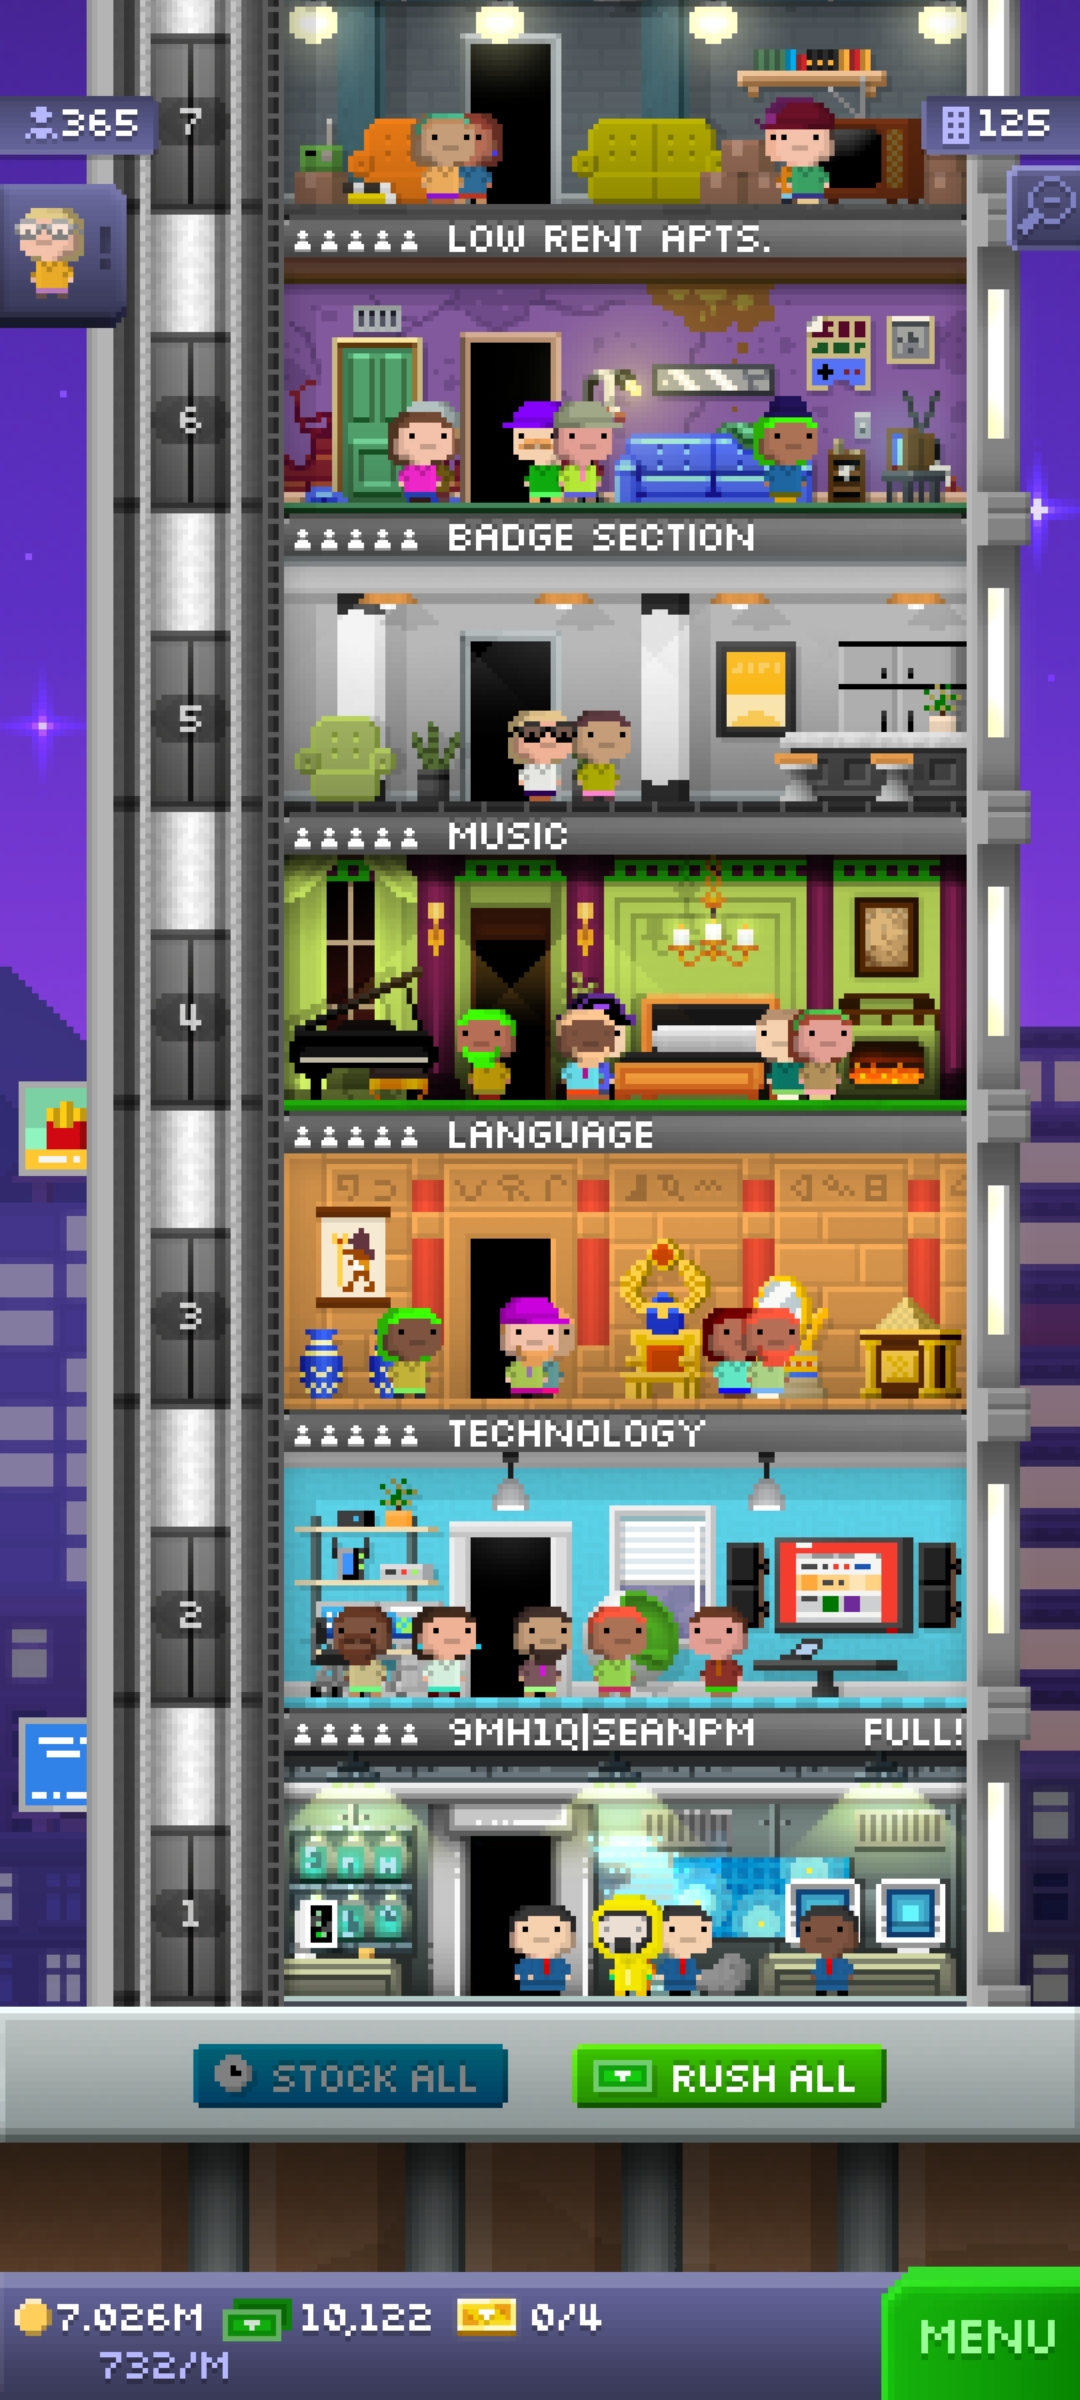 365
7
125
!
LOW RENT APTS.
6
BADGE SECTION
5
MUSIC
4
LANGUAGE
3
TECHNOLOGY
2
9MH1Q|SEANPM FULL!
1
STOCK ALL
RUSH ALL
7.026M 10,122 0/4
732/M
MENU